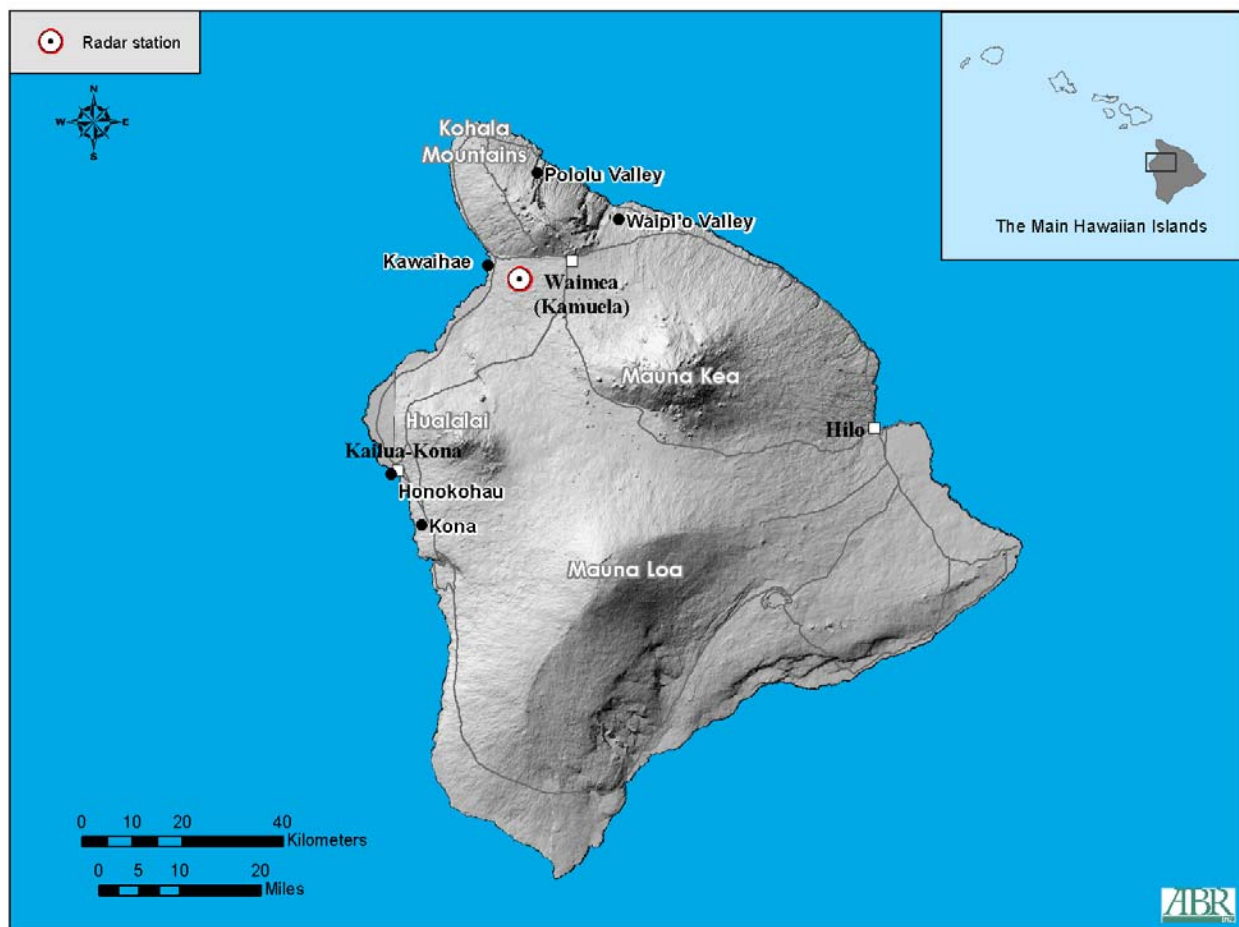 Radar station
N
W E
S
The Main Hawaiian Islands
Kohala
Mountains
Pololu Valley
Waipi'o Valley
Kawaihae
Waimea
(Kamuela)
Mauna Kea
Hualalai
Hilo
Kailua-Kona
Honokohau
Kona
Mauna Loa
0 10 20 40
Kilometers
0 5 10 20
Miles
ABR